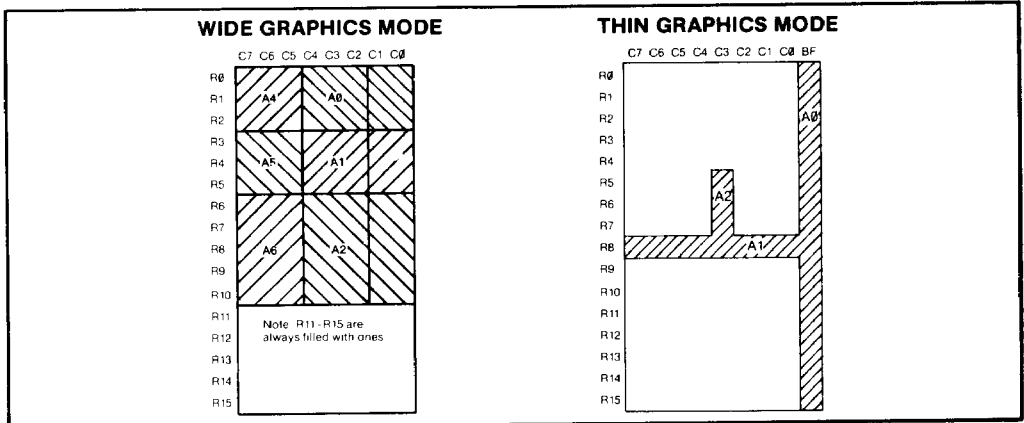 WIDE GRAPHICS MODE
C7 C6 C5 C4 C3 C2 C1 CØ
RØ
R1
R2
R3
R4
R5
R6
R7
R8
R9
R10
R11
R12
R13
R14
R15
A4
AØ
A5
A1
A6
A2
Note R11-R15 are
always filled with ones
THIN GRAPHICS MODE
C7 C6 C5 C4 C3 C2 C1 CØ BF
RØ
R1
R2
R3
R4
R5
R6
R7
R8
R9
R10
R11
R12
R13
R14
R15
AØ
A2
A1